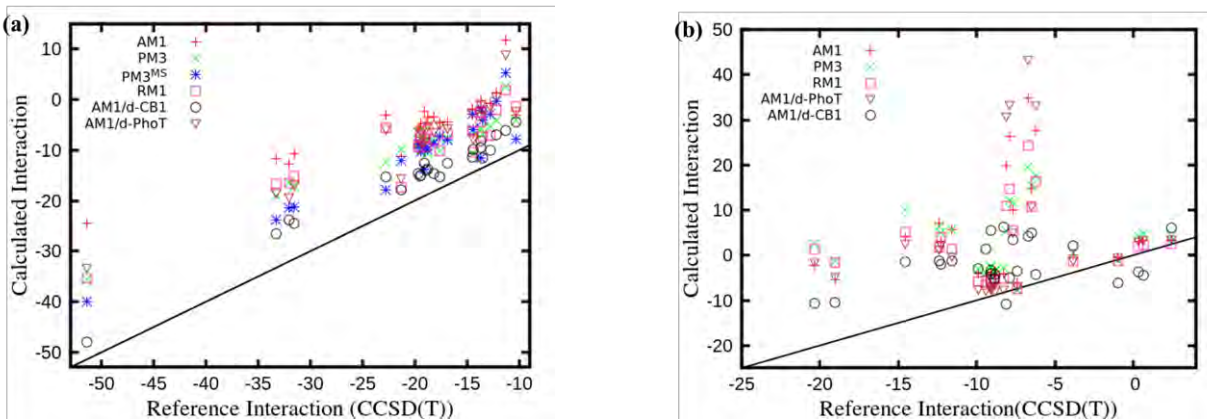 (a)
AM1
PM3
PM3MS
RM1
AM1/d-CB1
AM1/d-PhoT
Calculated Interaction
10
0
-10
-20
-30
-40
-50
-50 -45 -40 -35 -30 -25 -20 -15 -10
Reference Interaction (CCSD(T))
(b)
AM1
PM3
RM1
AM1/d-PhoT
AM1/d-CB1
Calculated Interaction
50
40
30
20
10
0
-10
-20
-25 -20 -15 -10 -5 0
Reference Interaction(CCSD(T))